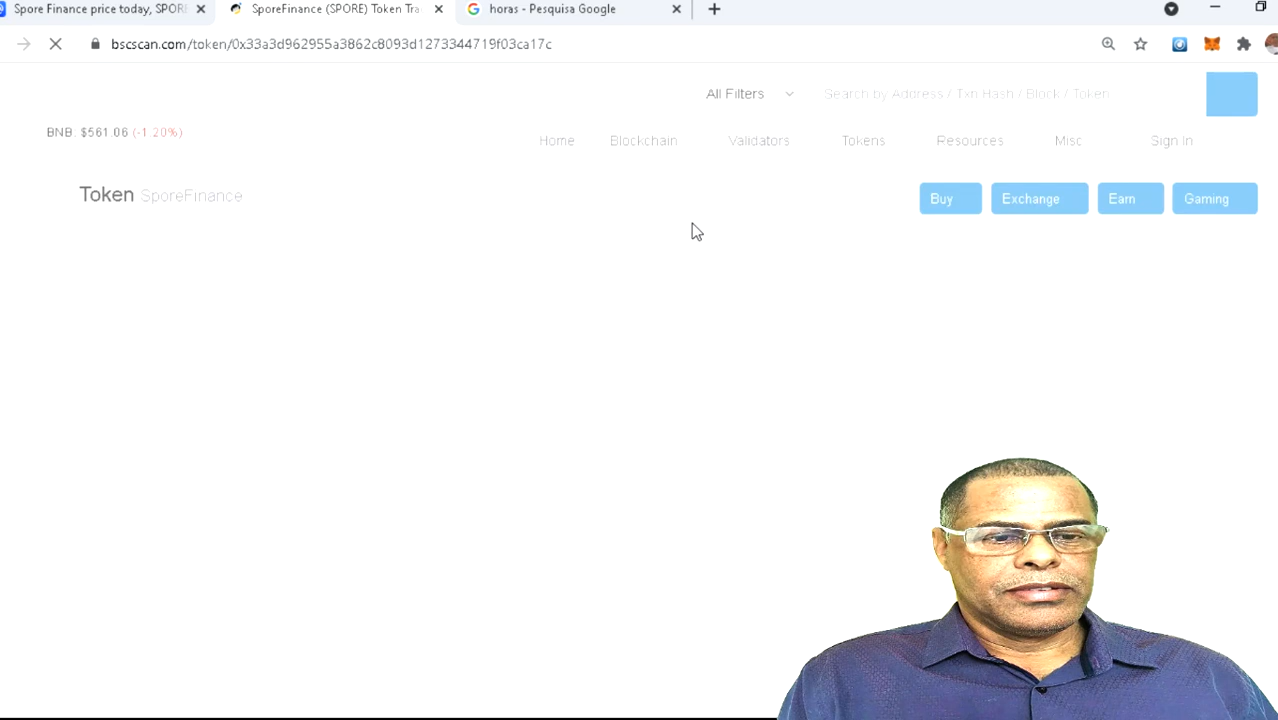 Spore Finance price today, SPORE
SporeFinance (SPORE) Token Tra
horas - Pesquisa Google
bscscan.com/token/0x33a3d962955a3862c8093d1273344719f03ca17c
All Filters
Search by Address / Txn Hash / Block / Token
BNB: $561.06 (-1.20%)
Home Blockchain Validators Tokens Resources Misc Sign In
Token SporeFinance
Buy Exchange Earn Gaming